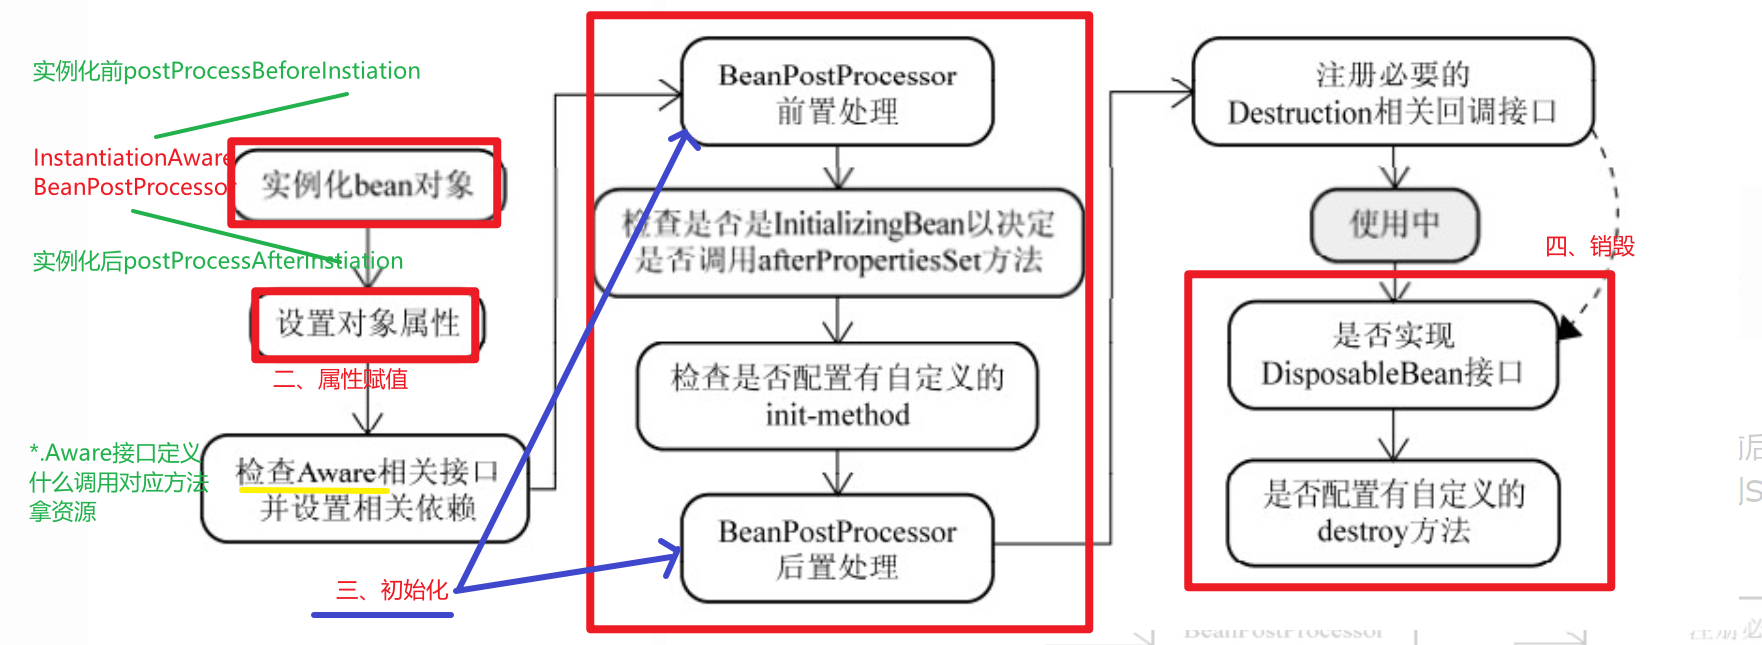 实例化前postProcessBeforeInstiation
InstantiationAware
BeanPostProcessor
实例化bean对象
实例化后postProcessAfterInstiation
设置对象属性
二、属性赋值
*.Aware接口定义
什么调用对应方法
拿资源
检查Aware相关接口
并设置相关依赖
三、初始化
BeanPostProcessor
前置处理
检查是否是InitializingBean以决定
是否调用afterPropertiesSet方法
检查是否配置有自定义的
init-method
BeanPostProcessor
后置处理
注册必要的
Destruction相关回调接口
使用中
四、销毁
是否实现
DisposableBean接口
是否配置有自定义的
destroy方法
BeanPostProcessor